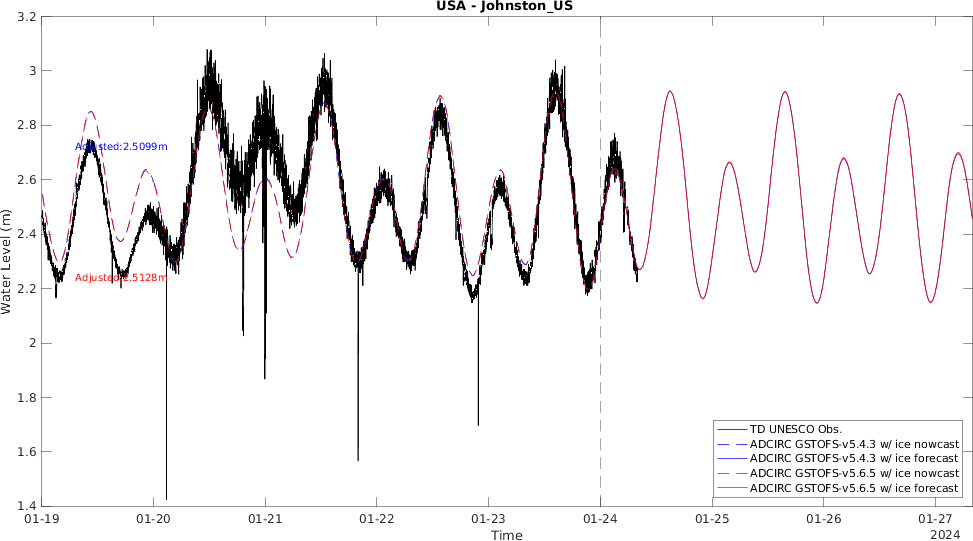 USA - Johnston_US
3.2
3
2.8
2.6
2.4
2.2
2
1.8
1.6
1.4
Water Level (m)
Adjusted:2.5099m
Adjusted:2.5128m
TD UNESCO Obs.
ADCIRC GSTOFS-v5.4.3 w/ ice nowcast
ADCIRC GSTOFS-v5.4.3 w/ ice forecast
ADCIRC GSTOFS-v5.6.5 w/ ice nowcast
ADCIRC GSTOFS-v5.6.5 w/ ice forecast
01-19 01-20 01-21 01-22 01-23 01-24 01-25 01-26 01-27
Time
2024